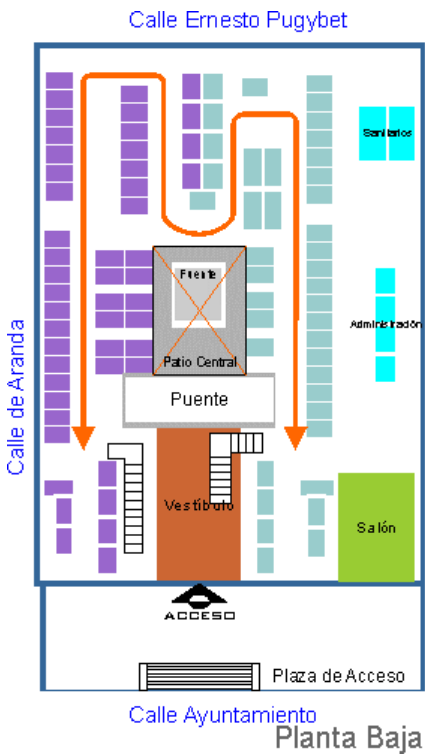 Calle Ernesto Pugybet
Sanitarios
Fuente
Administración
Patio Central
Puente
Calle de Aranda
Vestíbulo
Salón
ACCESO
Plaza de Acceso
Calle Ayuntamiento
Planta Baja